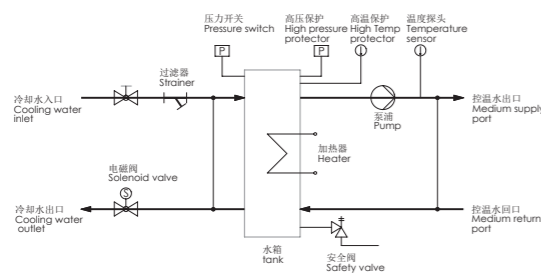 压力开关
Pressure switch
高压保护
High pressure
protector
高温保护
High Temp
protector
温度探头
Temperature
sensor
P
P
过滤器
Strainer
冷却水入口
Cooling water
inlet
控温水出口
Medium supply
port
泵浦
Pump
加热器
Heater
电磁阀
Solenoid valve
S
冷却水出口
Cooling water
outlet
控温水回口
Medium return
port
水箱
tank
安全阀
Safety valve